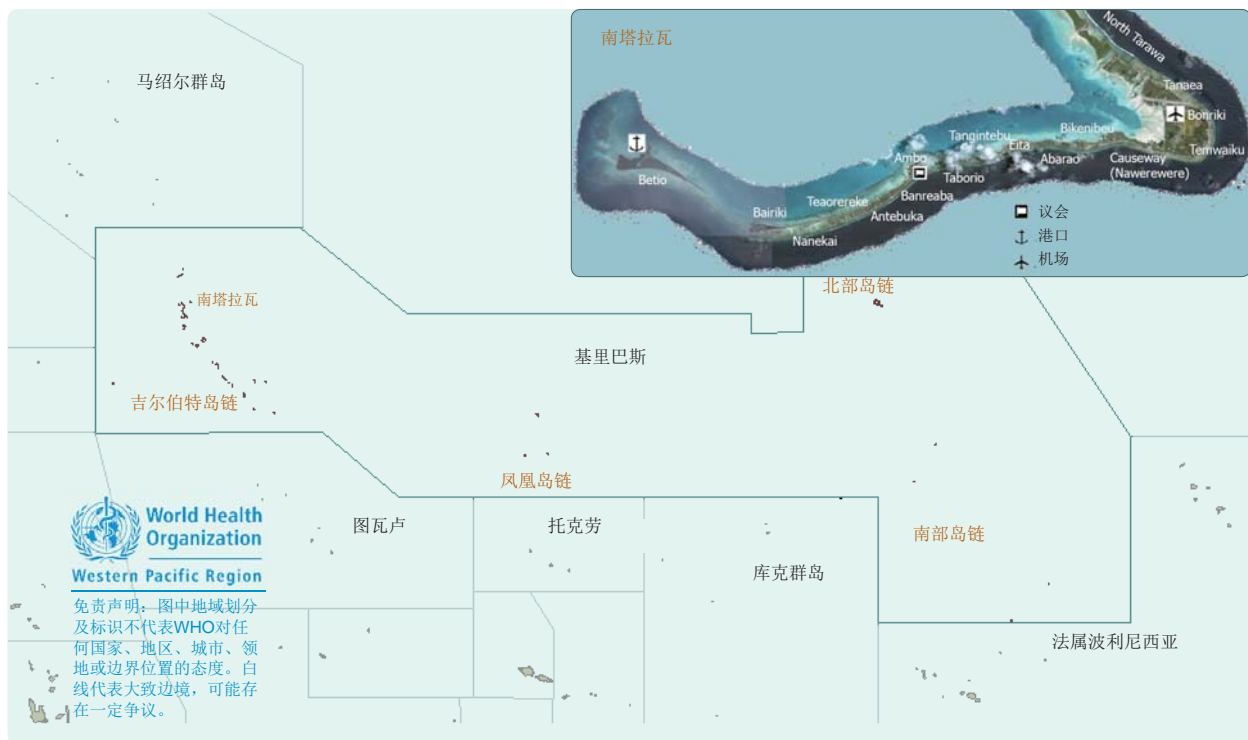 南塔拉瓦
North Tarawa
马绍尔群岛
Tanaea
Bonriki
Tangintebu
Bikenibeu
Eita
Temwaiku
Ambo
Abarao
Causeway
(Nawerewere)
Betio
Taborio
Banreaba
Teaorereke
Bairiki
Antebuka
Nanekai
议会
港口
机场
北部岛链
南塔拉瓦
基里巴斯
吉尔伯特岛链
凤凰岛链
图瓦卢
托克劳
南部岛链
库克群岛
法属波利尼西亚
World Health
Organization
Western Pacific Region
免责声明：图中地域划分
及标识不代表WHO对任
何国家、地区、城市、领
地或边界位置的态度。白
线代表大致边境，可能存
在一定争议。